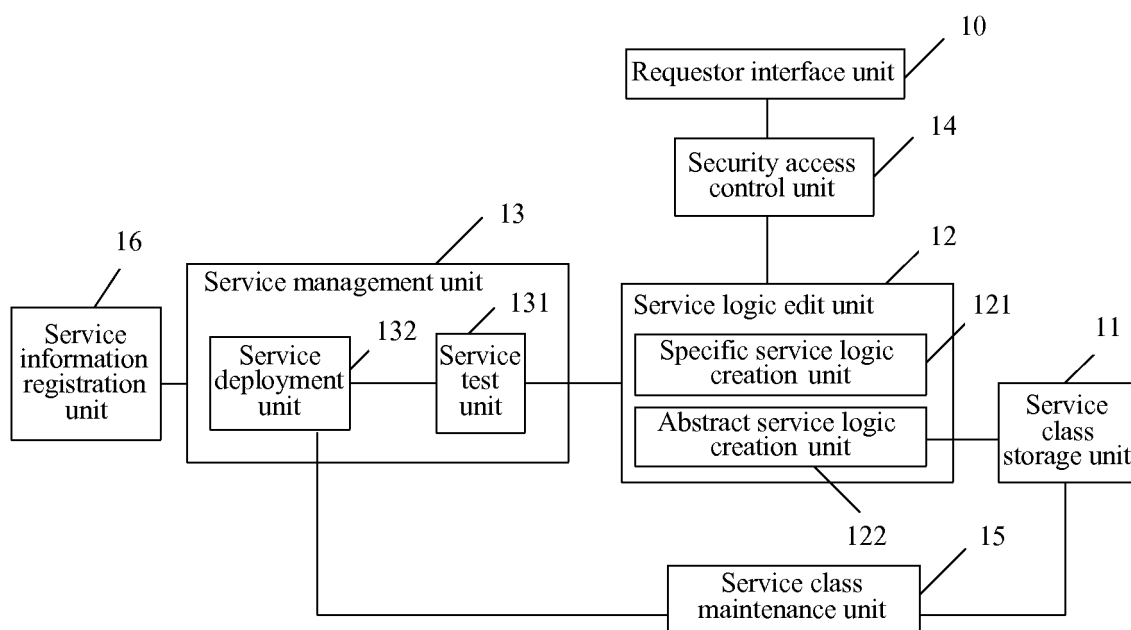 10
Requestor interface unit
14
Security access
control unit
13
16
12
Service management unit
Service logic edit unit
131
121
132
11
Service
information
registration
unit
Service
deployment
unit
Service
test
unit
Specific service logic
creation unit
Abstract service logic
creation unit
Service
class
storage unit
122
15
Service class
maintenance unit